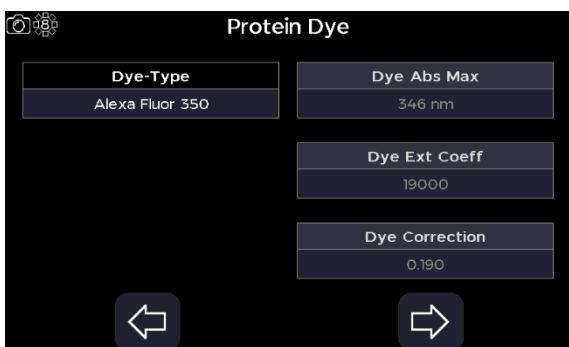 8
Protein Dye
Dye-Type
Alexa Fluor 350
Dye Abs Max
346 nm
Dye Ext Coeff
19000
Dye Correction
0.190